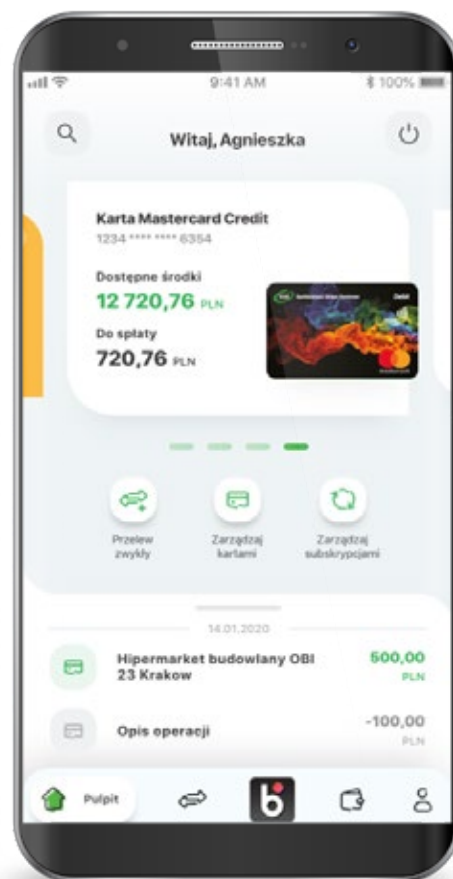 9:41 AM
100%
Witaj, Agnieszka
Karta Mastercard Credit
1234 **** **** 6354
Dostępne środki
12 720,76 PLN
Do spłaty
720,76 PLN
Debit
Przelew
zwykły
Zarządzaj
kartami
Zarządzaj
subskrypcjami
14.01.2020
Hipermarket budowlany OBI
23 Krakow
500,00
PLN
Opis operacji
-100,00
PLN
Pulpit
b